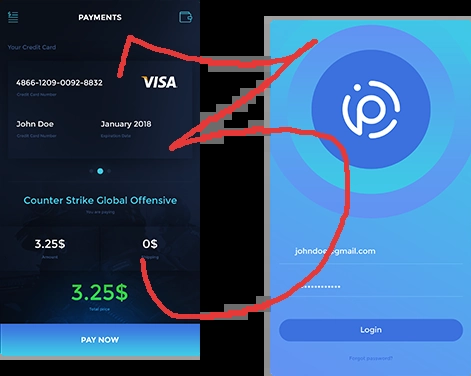 PAYMENTS
Your Credit Card
4866-1209-0092-8832
VISA
Credit Card Number
John Doe January 2018
Credit Card Number Expiration Date
Counter Strike Global Offensive
You are paying
3.25$ 0$
Amount Shipping
3.25$
Total price
PAY NOW
johndoe@gmail.com
Login
Forgot password?